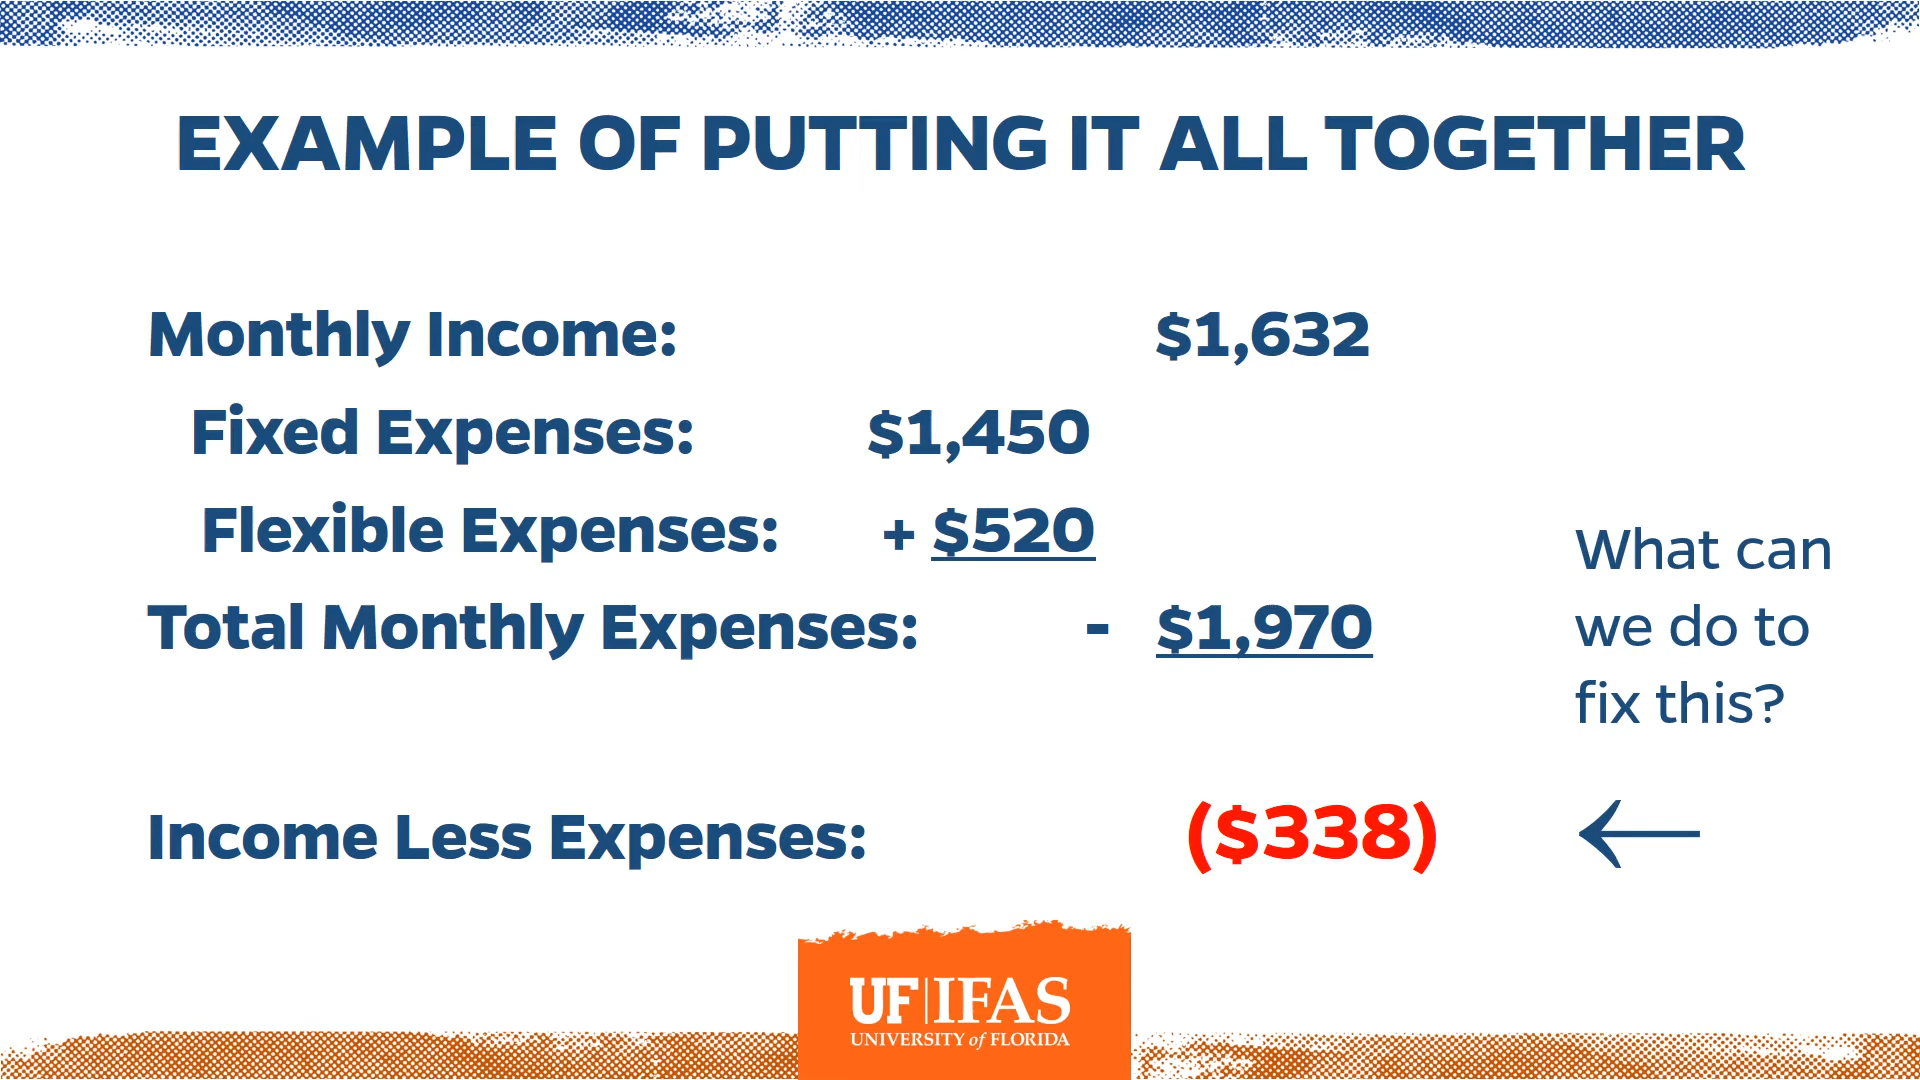 EXAMPLE OF PUTTING IT ALL TOGETHER
Monthly Income: $1,632
Fixed Expenses: $1,450
Flexible Expenses: + $520
Total Monthly Expenses: - $1,970
Income Less Expenses: ($338)
What can
we do to
fix this?
UF|IFAS
UNIVERSITY of FLORIDA